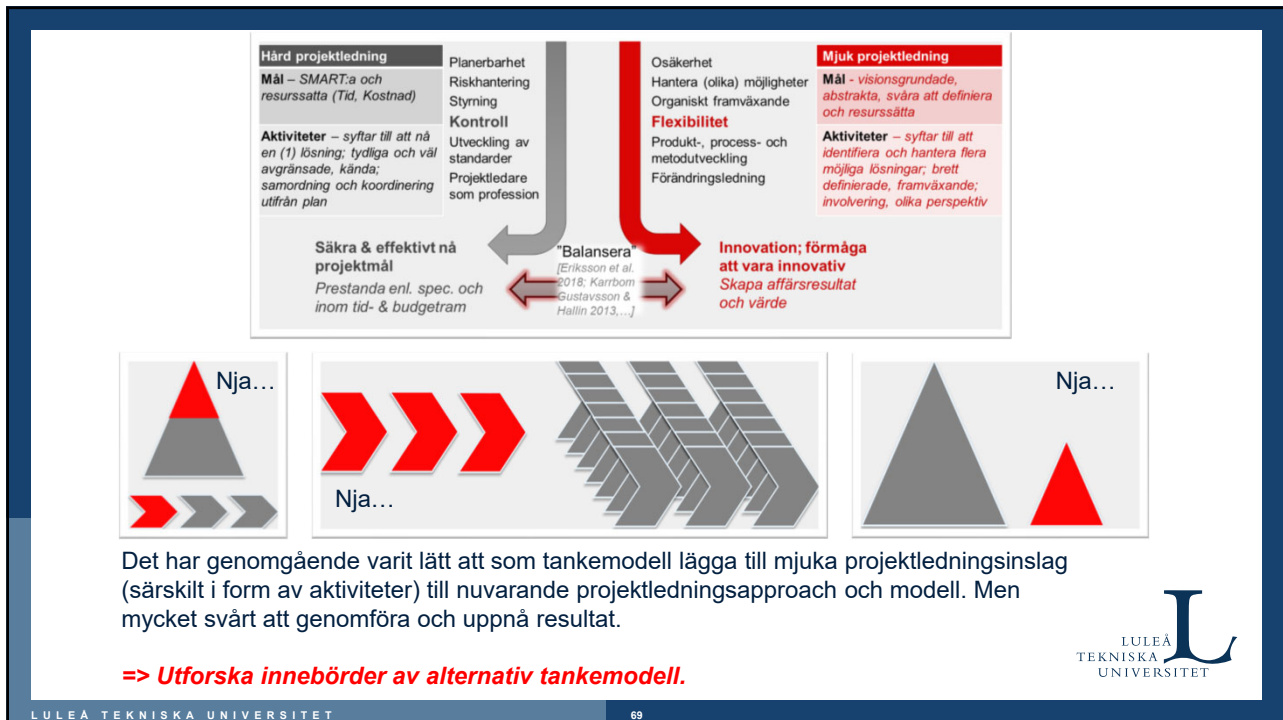 Hård projektledning
Mål – SMART:a och
resurssatta (Tid, Kostnad)
Aktiviteter – syftar till att nå
en (1) lösning; tydliga och väl
avgränsade, kända;
samordning och koordinering
utifrån plan
Planerbarhet
Riskhantering
Styrning
Kontroll
Utveckling av
standarder
Projektledare
som profession
Osäkerhet
Hantera (olika) möjligheter
Organiskt framväxande
Flexibilitet
Produkt-, process- och
metodutveckling
Förändringsledning
Mjuk projektledning
Mål - visionsgrundade,
abstrakta, svåra att definiera
och resurssätta
Aktiviteter – syftar till att
identifiera och hantera flera
möjliga lösningar; brett
definierade, framväxande;
involvering, olika perspektiv
Säkra & effektivt nå
projektmål
Prestanda enl. spec. och
inom tid- & budgetram
"Balansera"
[Eriksson et al.
2018; Karrbom
Gustavsson &
Hallin 2013,…]
Innovation; förmåga
att vara innovativ
Skapa affärsresultat
och värde
Nja…
Nja…
Nja…
Det har genomgående varit lätt att som tankemodell lägga till mjuka projektledningsinslag
(särskilt i form av aktiviteter) till nuvarande projektledningsapproach och modell. Men
mycket svårt att genomföra och uppnå resultat.
=> Utforska innebörder av alternativ tankemodell.
L
LULEÅ
TEKNISKA
UNIVERSITET
LULEÅ TEKNISKA UNIVERSITET
69